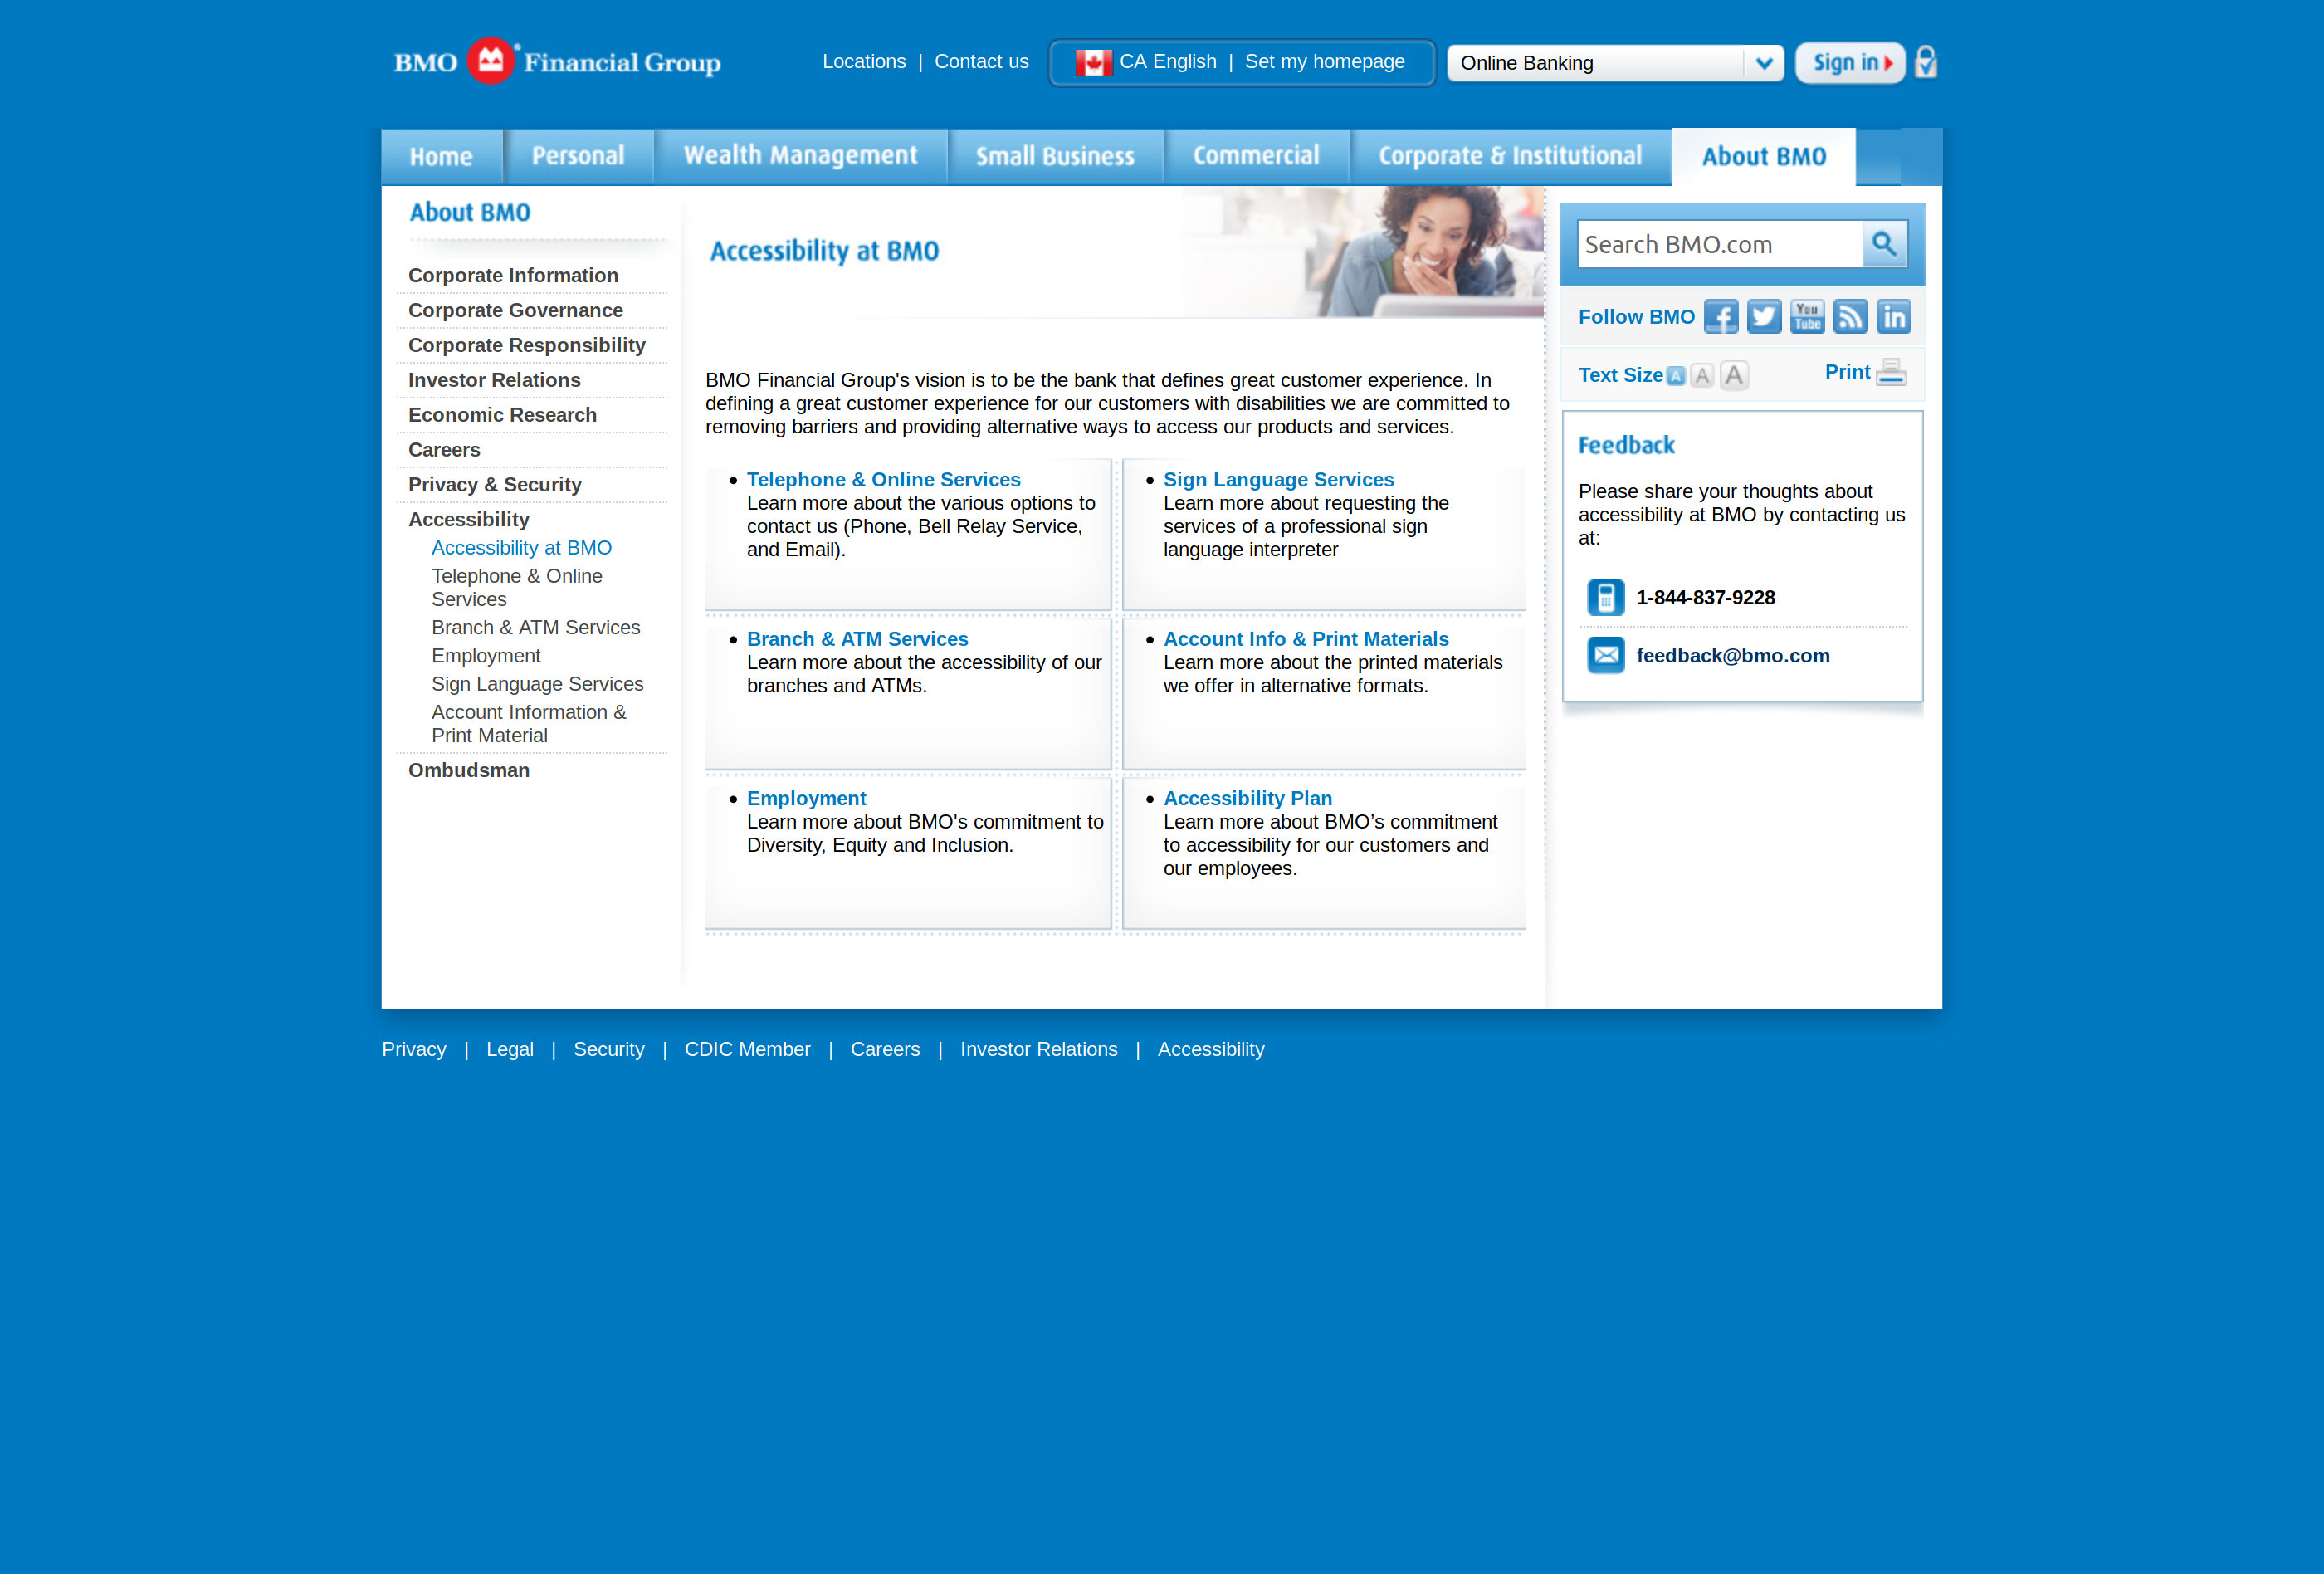 BMO Financial Group
Locations | Contact us
CA English | Set my homepage
Online Banking
Sign in
Home
Personal
Wealth Management
Small Business
Commercial
Corporate & Institutional
About BMO
About BMO
Corporate Information
Corporate Governance
Corporate Responsibility
Investor Relations
Economic Research
Careers
Privacy & Security
Accessibility
Accessibility at BMO
Telephone & Online
Services
Branch & ATM Services
Employment
Sign Language Services
Account Information &
Print Material
Ombudsman
Accessibility at BMO
BMO Financial Group's vision is to be the bank that defines great customer experience. In
defining a great customer experience for our customers with disabilities we are committed to
removing barriers and providing alternative ways to access our products and services.
Telephone & Online Services
Learn more about the various options to
contact us (Phone, Bell Relay Service,
and Email).
Sign Language Services
Learn more about requesting the
services of a professional sign
language interpreter
Branch & ATM Services
Learn more about the accessibility of our
branches and ATMs.
Account Info & Print Materials
Learn more about the printed materials
we offer in alternative formats.
Employment
Learn more about BMO's commitment to
Diversity, Equity and Inclusion.
Accessibility Plan
Learn more about BMO’s commitment
to accessibility for our customers and
our employees.
Search BMO.com
Follow BMO
You
Tube
in
Text Size A A A
Print
Feedback
Please share your thoughts about
accessibility at BMO by contacting us
at:
1-844-837-9228
feedback@bmo.com
Privacy | Legal | Security | CDIC Member | Careers | Investor Relations | Accessibility